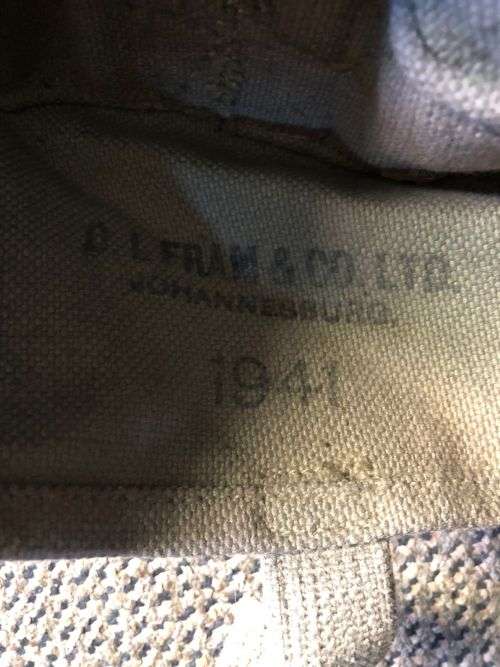 D. I. FRAM & CO. LTD.
JOHANNESBURG.
1941